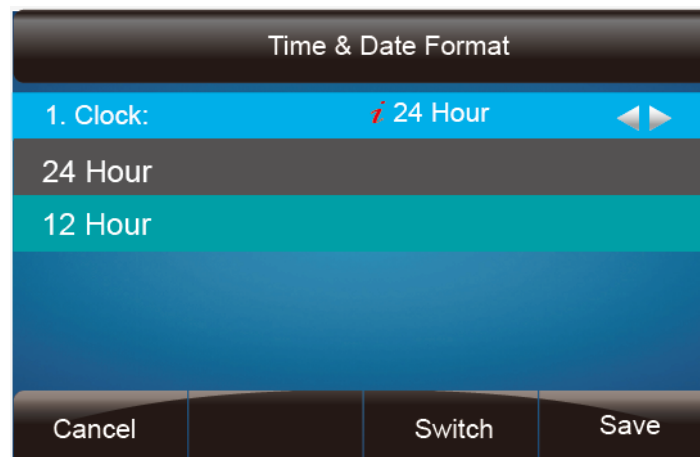 Time & Date Format
1. Clock: i 24 Hour
24 Hour
12 Hour
Cancel Switch Save